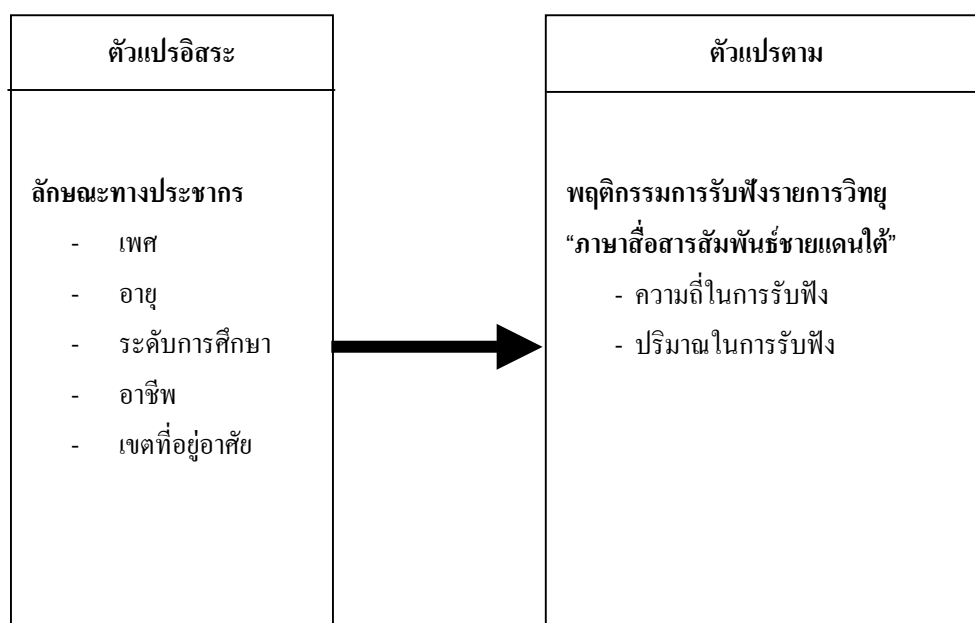 ตัวแปรอิสระ
ลักษณะทางประชากร
- เพศ
- อายุ
- ระดับการศึกษา
- อาชีพ
- เขตที่อยู่อาศัย
ตัวแปรตาม
พฤติกรรมการรับฟังรายการวิทยุ
“ภาษาสื่อสารสัมพันธ์ชายแดนใต้”
- ความถี่ในการรับฟัง
- ปริมาณในการรับฟัง